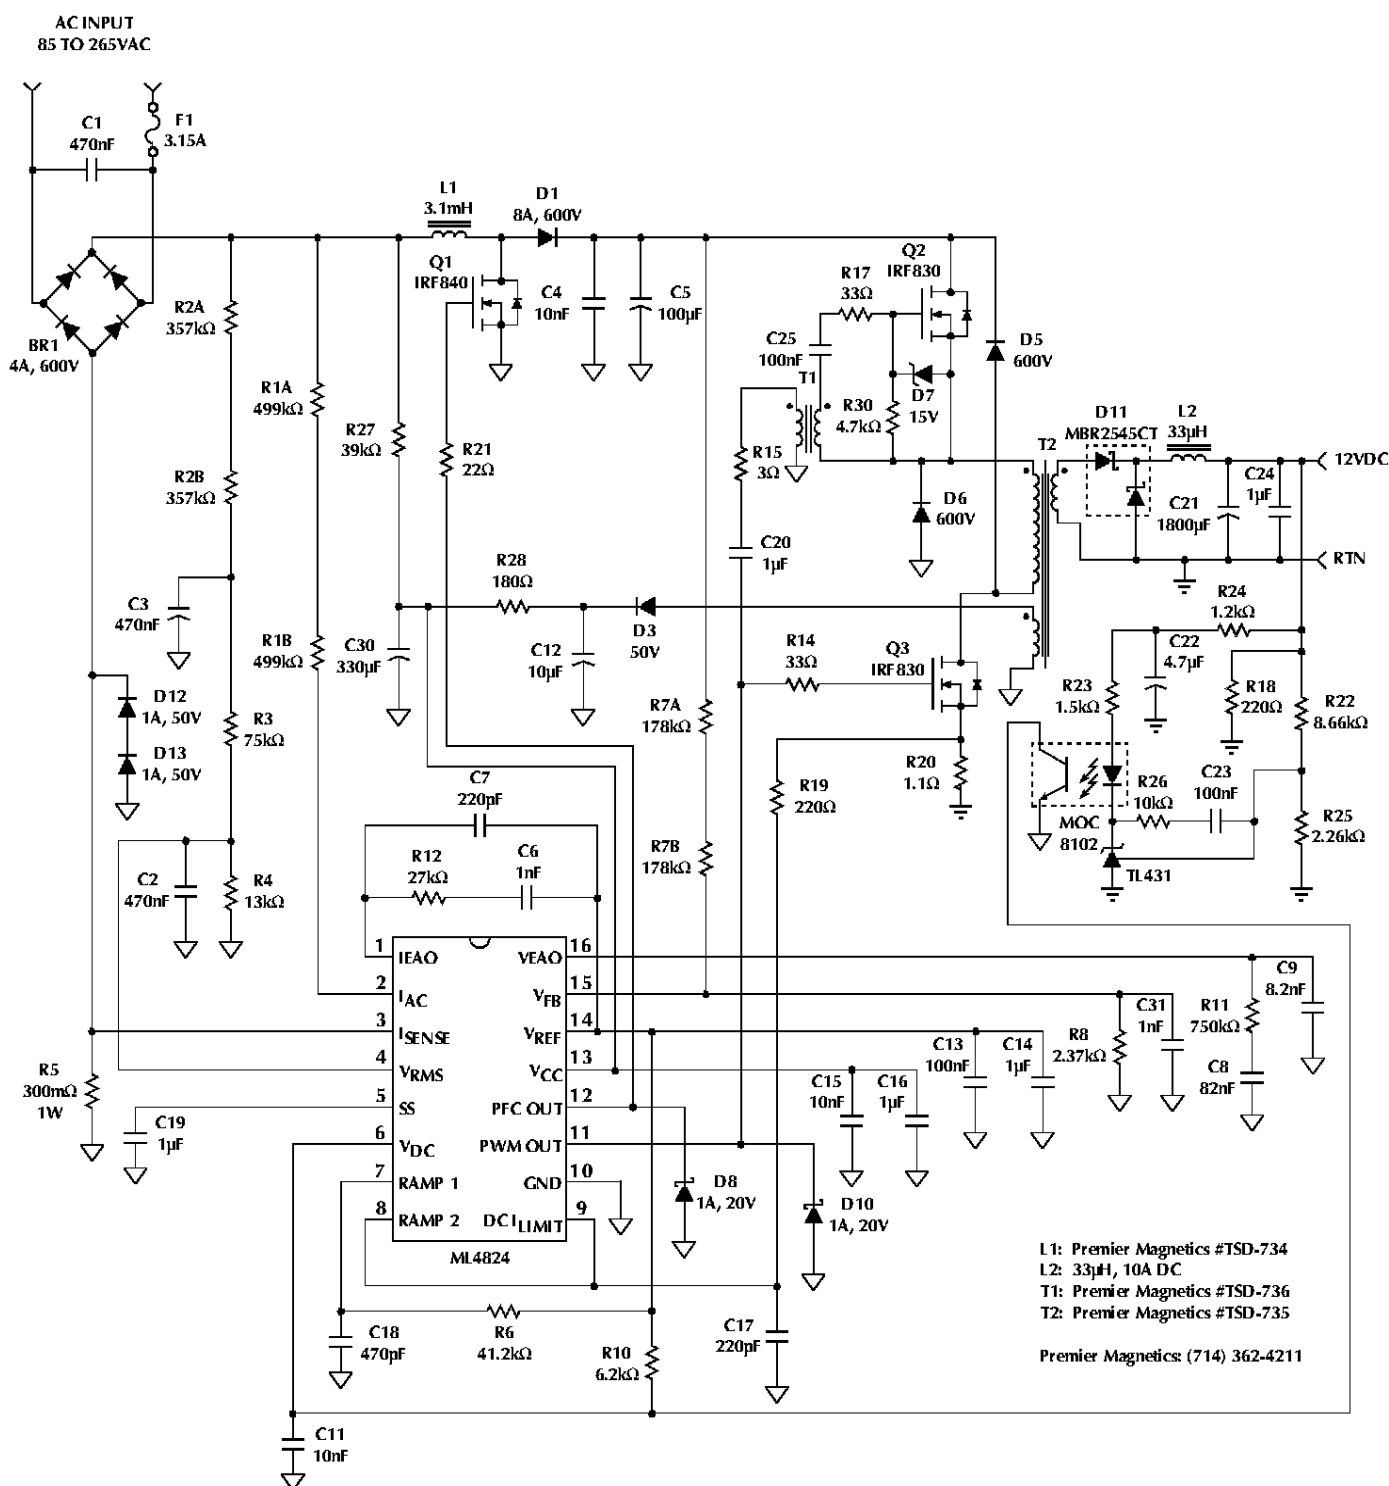 AC INPUT
85 TO 265VAC
C1
470nF
F1
3.15A
L1
3.1mH
D1
8A, 600V
Q1
IRF840
C4
10nF
C5
100µF
R17
33Ω
Q2
IRF830
C25
100nF
T1
D7
15V
R30
4.7kΩ
D5
600V
BR1
4A, 600V
R2A
357kΩ
R1A
499kΩ
R27
39kΩ
R21
22Ω
R15
3Ω
D6
600V
T2
D11
MBR2545CT
L2
33µH
12VDC
C24
1µF
C21
1800µF
RTN
R2B
357kΩ
C20
1µF
R28
180Ω
C3
470nF
R1B
499kΩ
C30
330µF
C12
10µF
D3
50V
R14
33Ω
Q3
IRF830
R24
1.2kΩ
C22
4.7µF
R23
1.5kΩ
R18
220Ω
R22
8.66kΩ
D12
1A, 50V
D13
1A, 50V
R3
75kΩ
R7A
178kΩ
R19
220Ω
R20
1.1Ω
R26
10kΩ
C23
100nF
MOC
8102
TL431
R25
2.26kΩ
C7
220pF
R12
27kΩ
C6
1nF
R7B
178kΩ
C2
470nF
R4
13kΩ
1 IEAO VEAO 16
2 IAC VFB 15
3 ISENSE VREF 14
4 VRMS VCC 13
5 SS PFC OUT 12
6 VDC PWM OUT 11
7 RAMP 1 GND 10
8 RAMP 2 DC ILIMIT 9
ML4824
R5
300mΩ
1W
C19
1µF
C15
10nF
C16
1µF
C13
100nF
C14
1µF
R8
2.37kΩ
C31
1nF
R11
750kΩ
C9
8.2nF
C8
82nF
D8
1A, 20V
D10
1A, 20V
C18
470pF
R6
41.2kΩ
R10
6.2kΩ
C17
220pF
C11
10nF
L1: Premier Magnetics #TSD-734
L2: 33µH, 10A DC
T1: Premier Magnetics #TSD-736
T2: Premier Magnetics #TSD-735
Premier Magnetics: (714) 362-4211